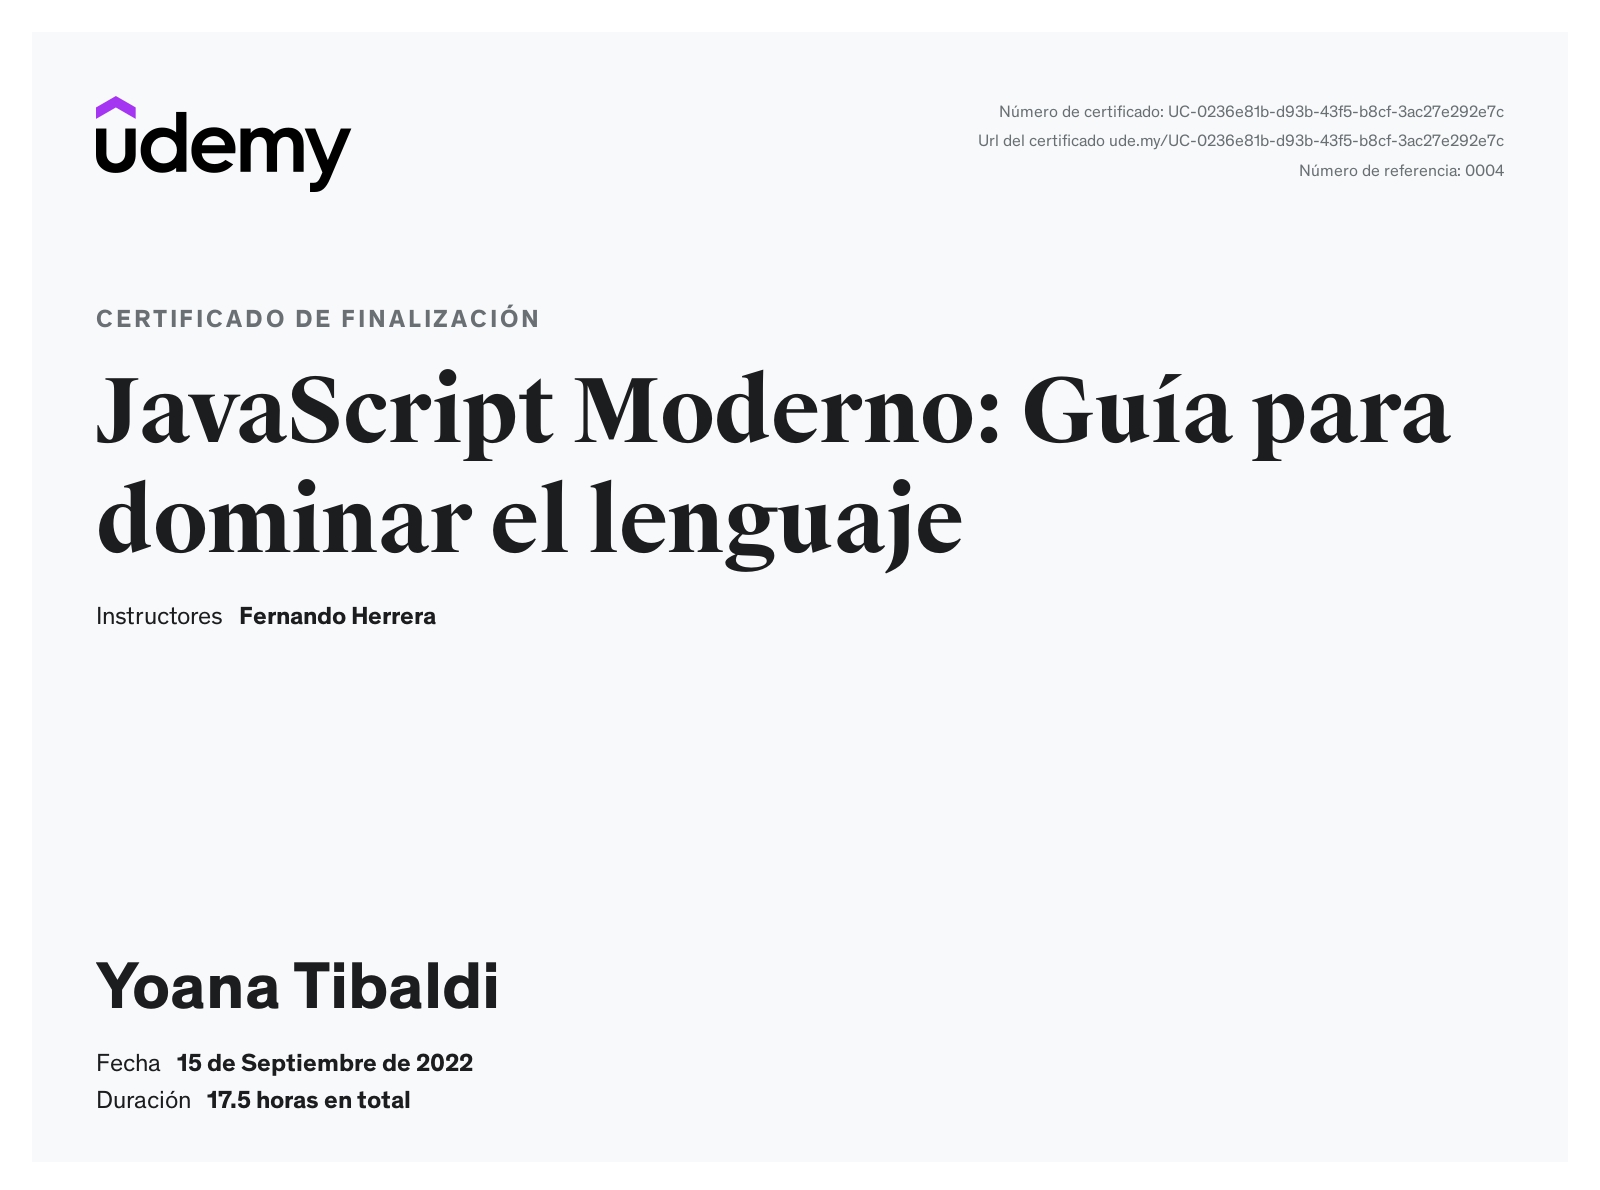 udemy
Número de certificado: UC-0236e81b-d93b-43f5-b8cf-3ac27e292e7c
Url del certificado ude.my/UC-0236e81b-d93b-43f5-b8cf-3ac27e292e7c
Número de referencia: 0004
CERTIFICADO DE FINALIZACIÓN
JavaScript Moderno: Guía para
dominar el lenguaje
Instructores Fernando Herrera
Yoana Tibaldi
Fecha 15 de Septiembre de 2022
Duración 17.5 horas en total